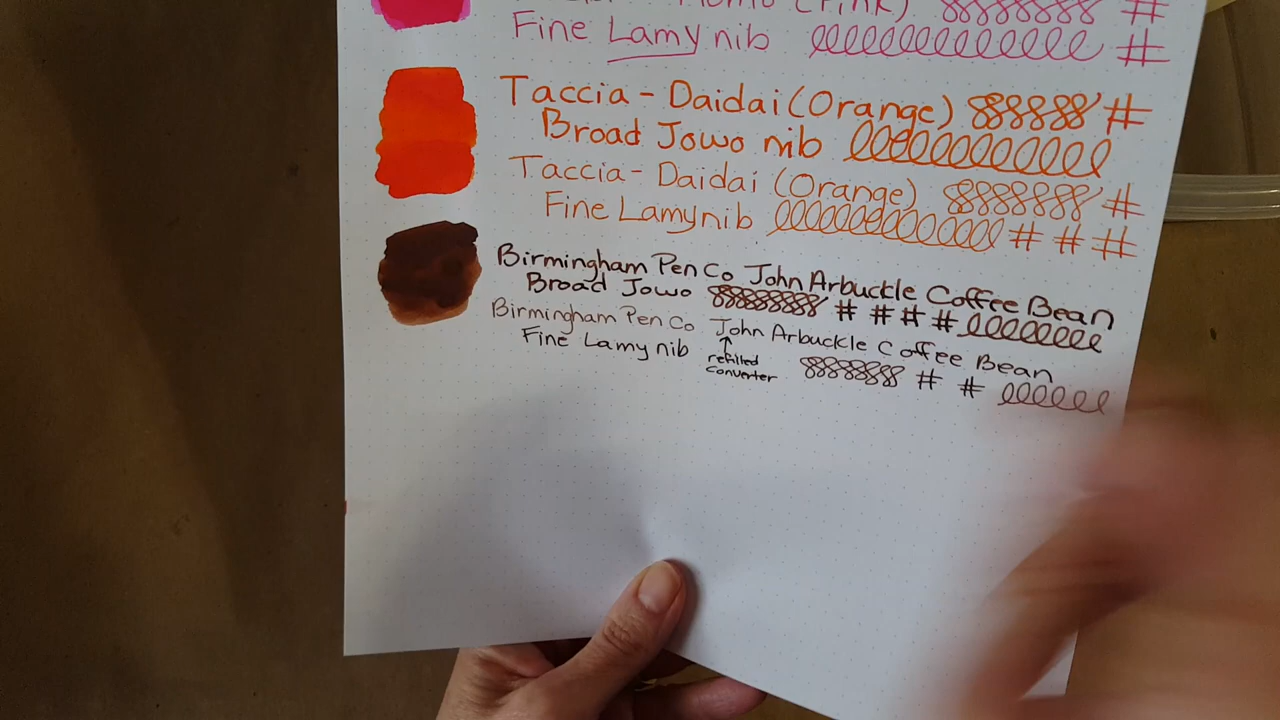 (Pink) #
Fine Lamy nib #
Taccia - Daidai (Orange) #
Broad Jowo nib
Taccia - Daidai (Orange) #
Fine Lamy nib # # #
Birmingham Pen Co John Arbuckle Coffee Bean
Broad Jowo # # # #
Birmingham Pen Co John Arbuckle Coffee Bean
Fine Lamy nib ↑ # #
refilled
converter